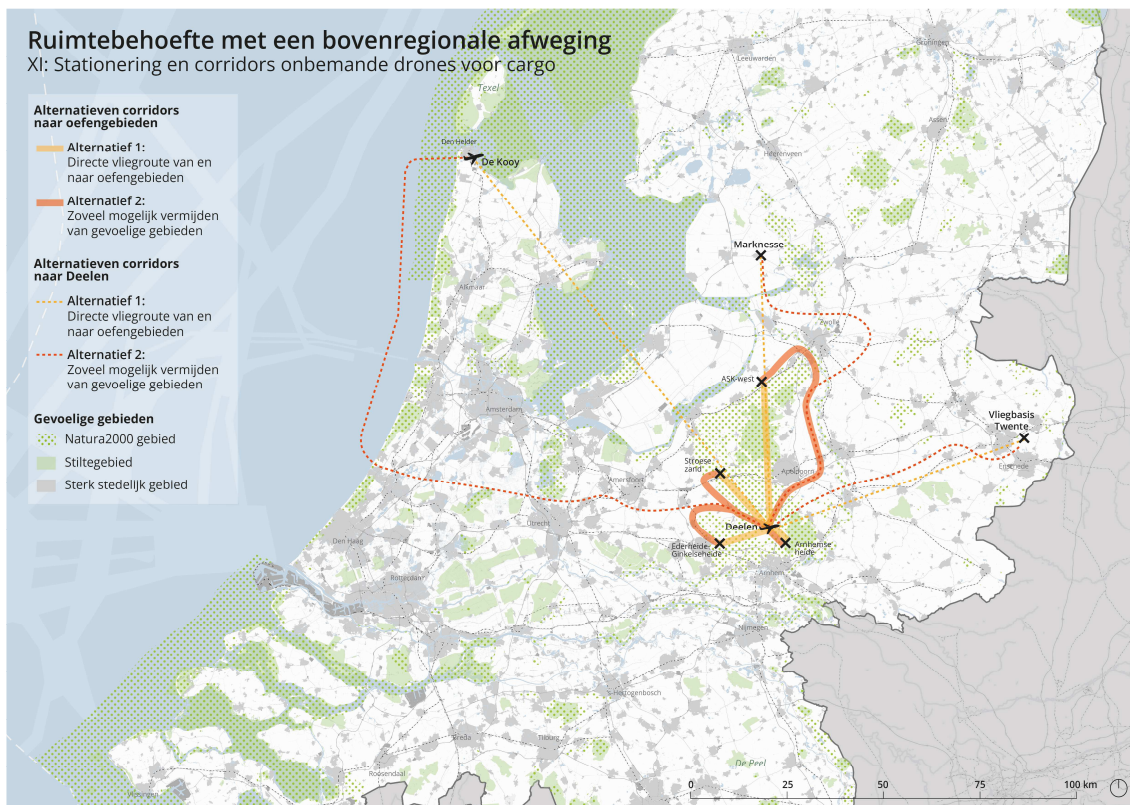 Ruimtebehoefte met een bovenregionale afweging
XI: Stationering en corridors onbemande drones voor cargo
Alternatieven corridors
naar oefengebieden
Alternatief 1:
Directe vliegroute van en
naar oefengebieden
Alternatief 2:
Zoveel mogelijk vermijden
van gevoelige gebieden
Alternatieven corridors
naar Deelen
Alternatief 1:
Directe vliegroute van en
naar oefengebieden
Alternatief 2:
Zoveel mogelijk vermijden
van gevoelige gebieden
Gevoelige gebieden
Natura2000 gebied
Stiltegebied
Sterk stedelijk gebied
Groningen
Leeuwarden
Texel
Assen
Den Helder
De Kooy
Heerenveen
Marknesse
Alkmaar
Zwolle
ASK-west
Amsterdam
Vliegbasis
Twente
Enschede
Stroese
zand
Apeldoorn
Amersfoort
Utrecht
Deelen
Den Haag
Ederheide
Ginkelseheide
Arnhemse
heide
Arnhem
Rotterdam
Nijmegen
's-Hertogenbosch
Breda
Tilburg
De Peel
Roosendaal
Vlissingen
0
25
50
75
100 km